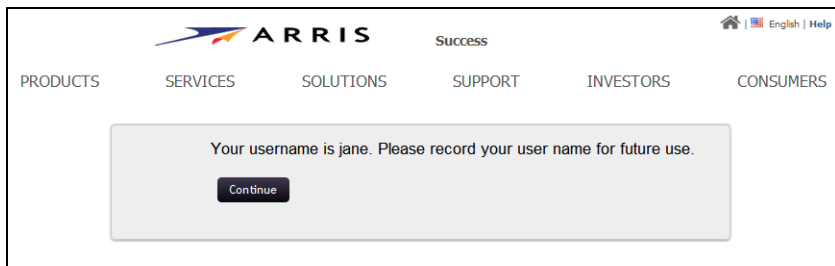 ARRIS
Success
| English | Help
PRODUCTS SERVICES SOLUTIONS SUPPORT INVESTORS CONSUMERS
Your username is jane. Please record your user name for future use.
Continue